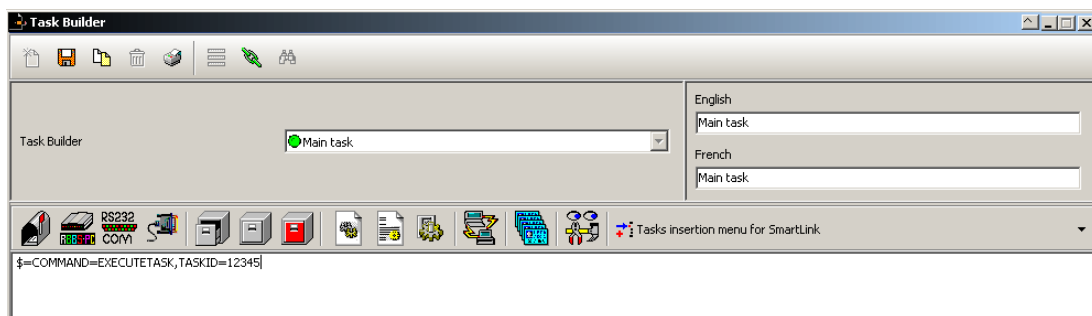 Task Builder
English
Main task
Task Builder
Main task
French
Main task
RS232
COM
Tasks insertion menu for SmartLink
$=COMMAND=EXECUTETASK,TASKID=12345